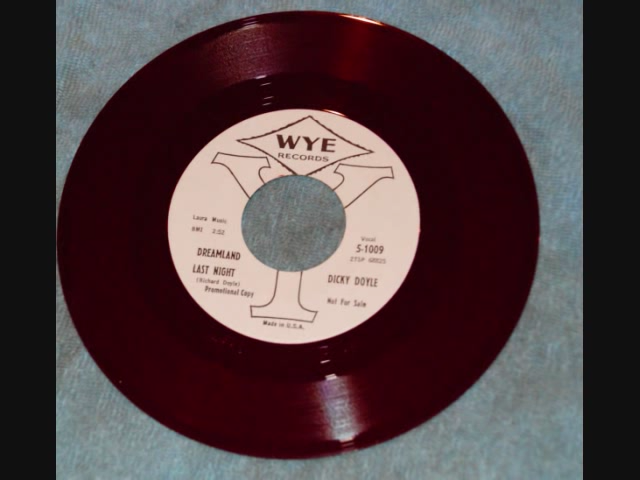 WYE
RECORDS
Laura Music
BMI 2:02
DREAMLAND
LAST NIGHT
(Richard Doyle)
Promotional Copy
Vocal
S-1009
DICKY DOYLE
Not For Sale
Made in U.S.A.